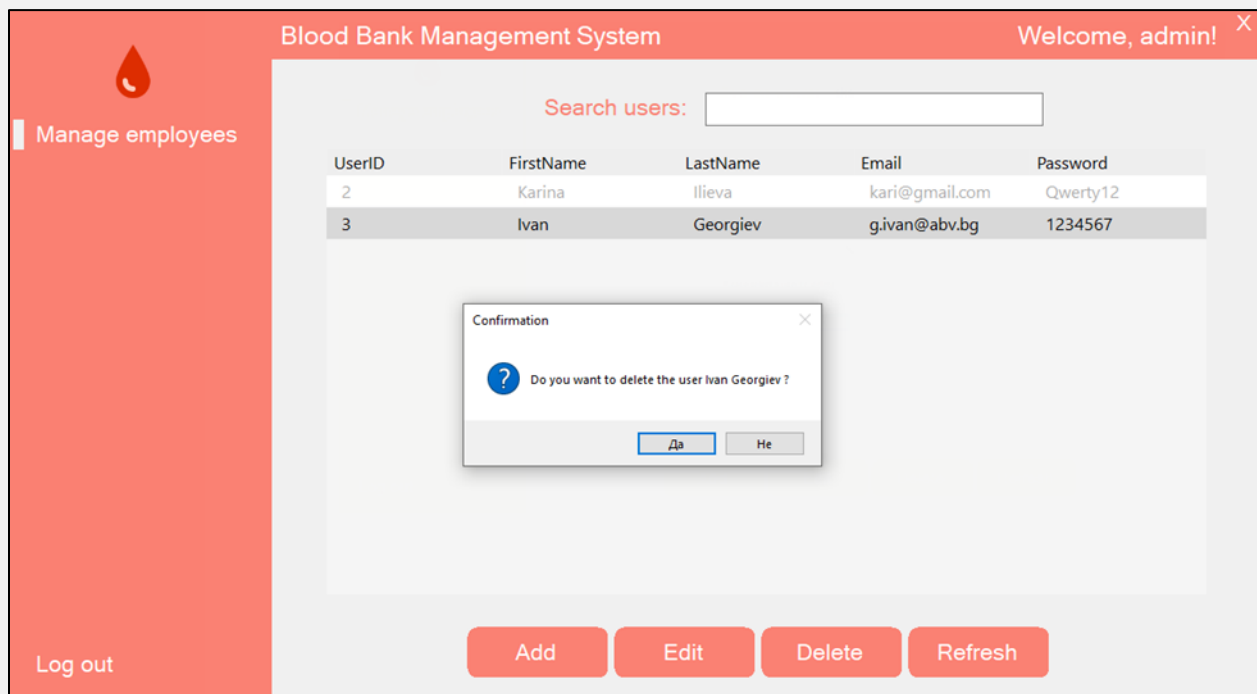 Blood Bank Management System
Welcome, admin!
X
Manage employees
Search users:
UserID FirstName LastName Email Password
2 Karina Ilieva kari@gmail.com Qwerty12
3 Ivan Georgiev g.ivan@abv.bg 1234567
Confirmation
?
Do you want to delete the user Ivan Georgiev ?
Да Не
Add Edit Delete Refresh
Log out